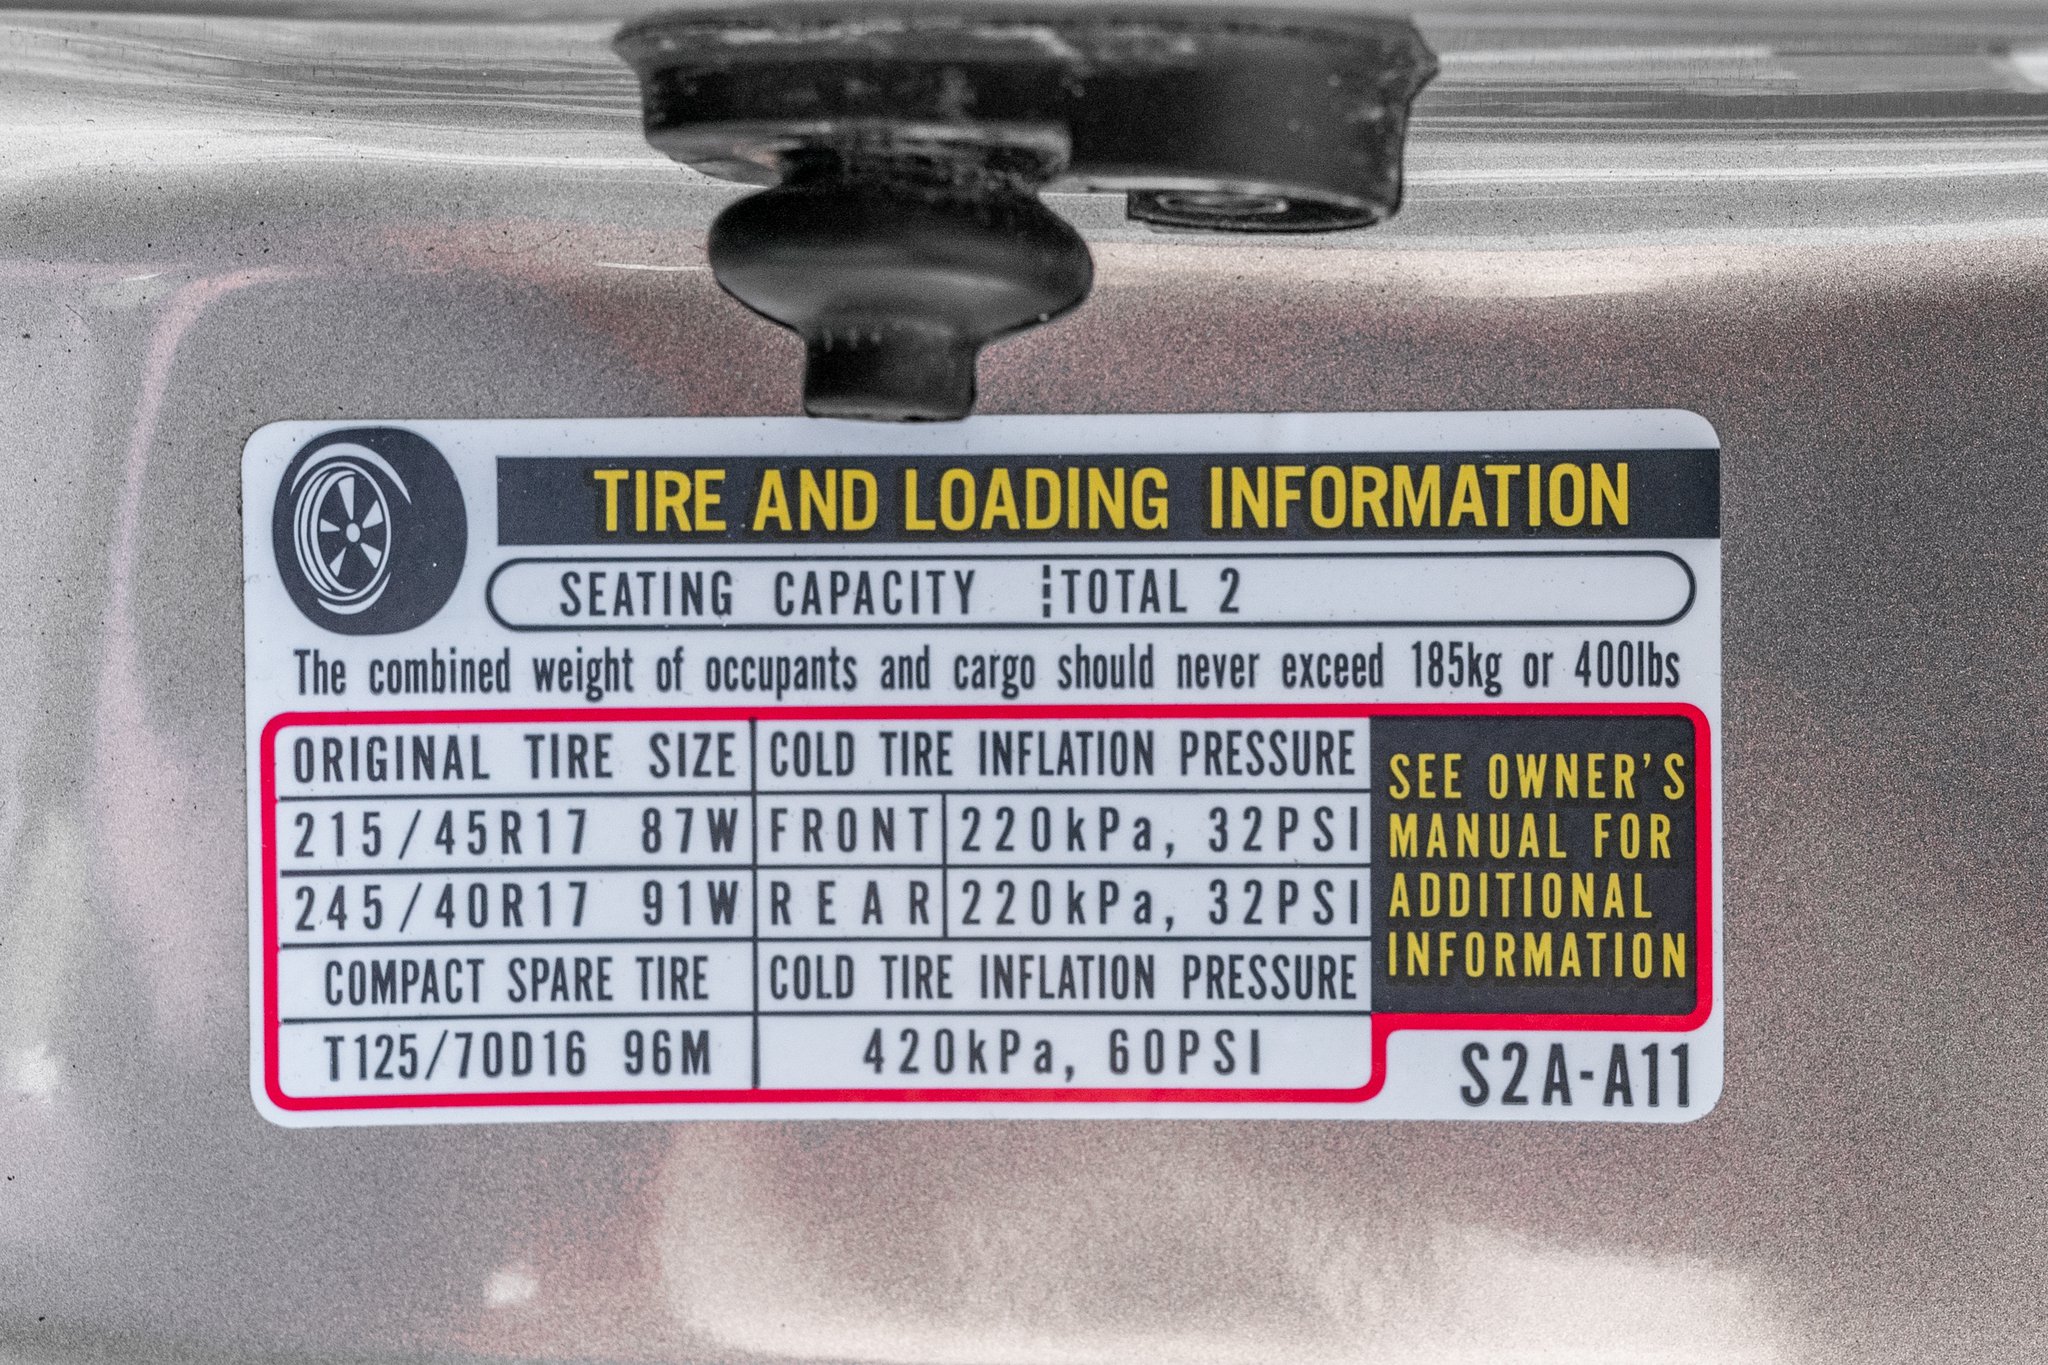 TIRE AND LOADING INFORMATION
SEATING CAPACITY TOTAL 2
The combined weight of occupants and cargo should never exceed 185kg or 400lbs
ORIGINAL TIRE SIZE COLD TIRE INFLATION PRESSURE
215/45R17 87W FRONT 220kPa, 32PSI
245/40R17 91W REAR 220kPa, 32PSI
COMPACT SPARE TIRE COLD TIRE INFLATION PRESSURE
T125/70D16 96M 420kPa, 60PSI
SEE OWNER'S
MANUAL FOR
ADDITIONAL
INFORMATION
S2A-A11